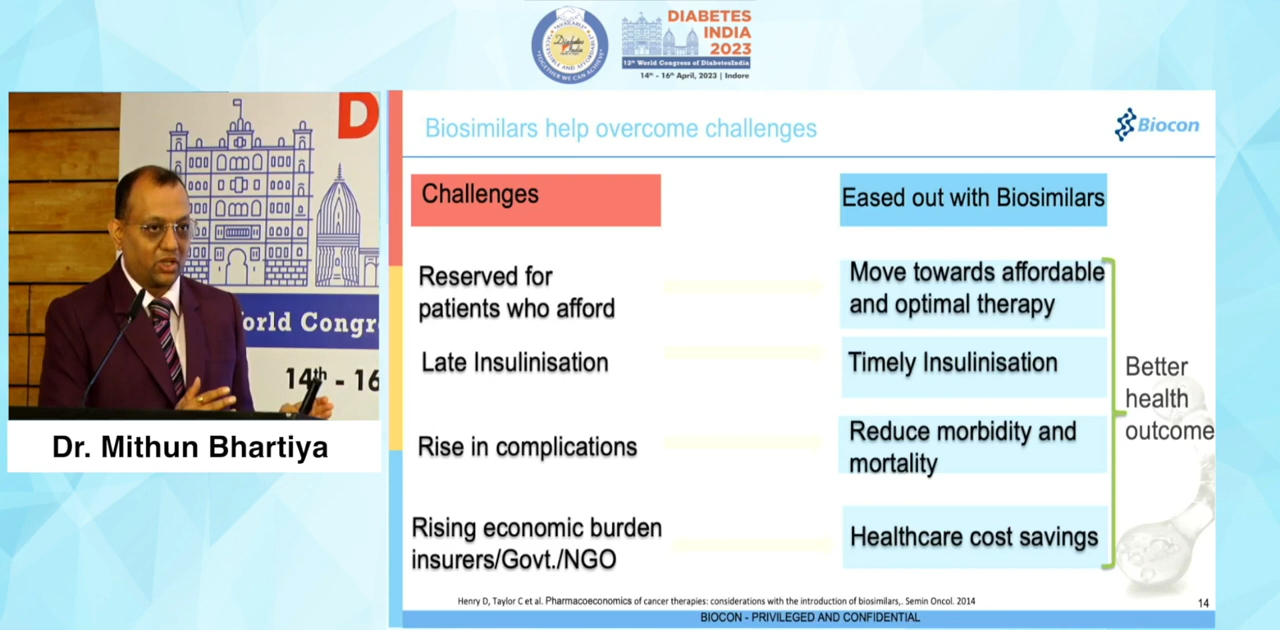 DIABETES
INDIA
2023
13th World Congress of DiabetesIndia
14th - 16th April, 2023 | Indore
D
orld Congr
14th - 16
Dr. Mithun Bhartiya
Biosimilars help overcome challenges
Biocon
Challenges
Eased out with Biosimilars
Reserved for
patients who afford
Move towards affordable
and optimal therapy
Late Insulinisation
Timely Insulinisation
Rise in complications
Reduce morbidity and
mortality
Rising economic burden
insurers/Govt./NGO
Healthcare cost savings
Better
health
outcome
Henry D, Taylor C et al. Pharmacoeconomics of cancer therapies: considerations with the introduction of biosimilars,. Semin Oncol. 2014
14
BIOCON - PRIVILEGED AND CONFIDENTIAL